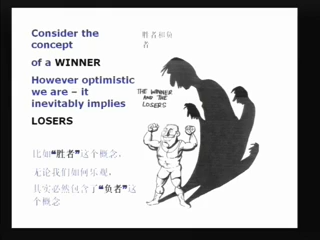 Consider the
concept
of a WINNER
However optimistic
we are – it
inevitably implies
LOSERS
胜者和负
者
THE WINNER
AND THE
LOSERS
比如“胜者”这个概念，
无论我们如何乐观，
其实必然包含了“负者”这
个概念